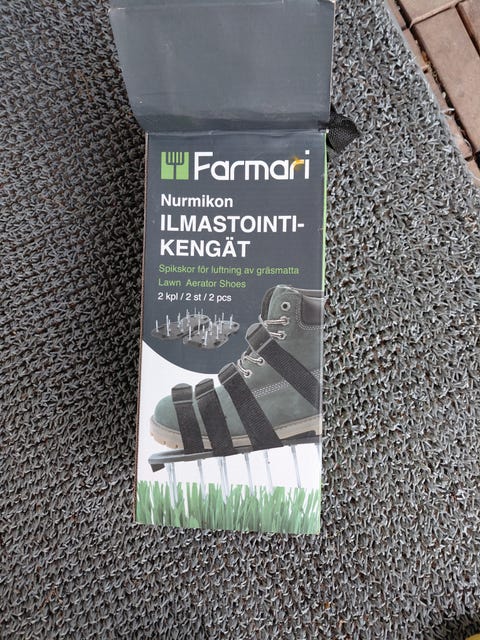 Farmari
Nurmikon
ILMASTOINTI-
KENGÄT
Spikskor för luftning av gräsmatta
Lawn Aerator Shoes
2 kpl / 2 st / 2 pcs